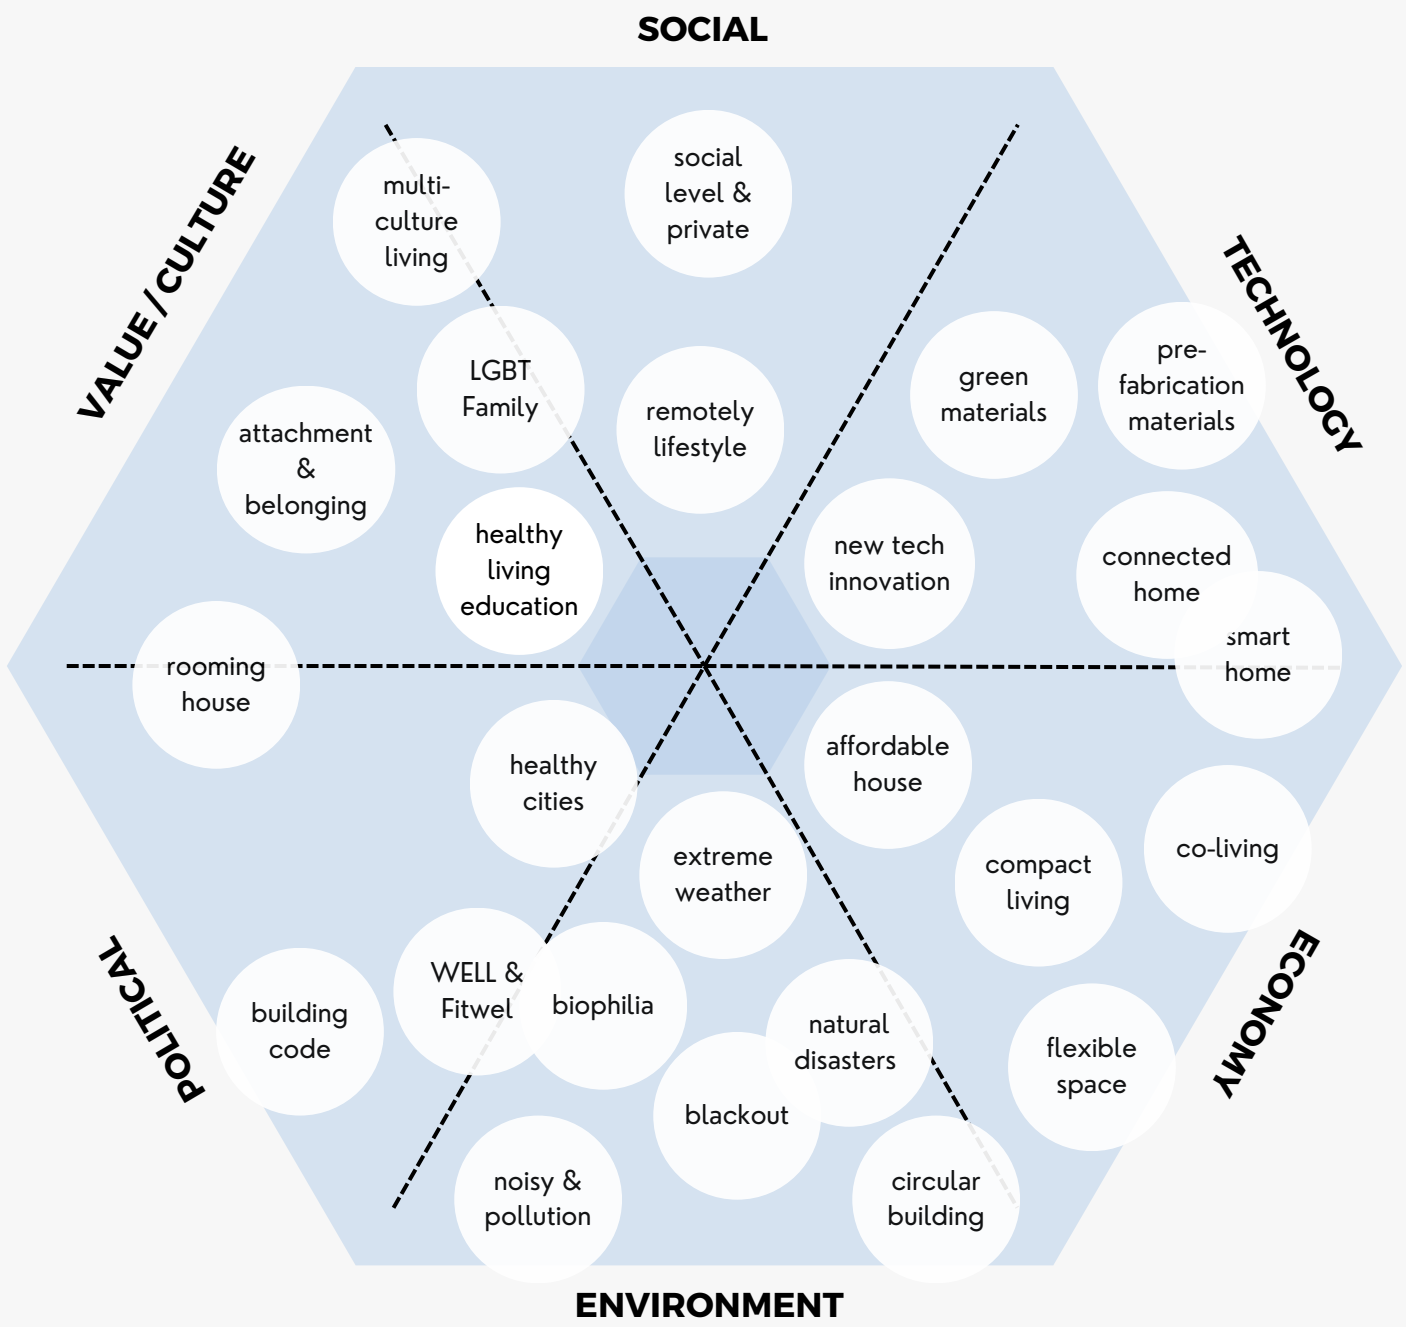 SOCIAL
VALUE / CULTURE
TECHNOLOGY
multi-
culture
living
social
level &
private
LGBT
Family
remotely
lifestyle
green
materials
pre-
fabrication
materials
attachment
&
belonging
healthy
living
education
new tech
innovation
connected
home
smart
home
rooming
house
healthy
cities
affordable
house
extreme
weather
compact
living
co-living
POLITICAL
ECONOMY
building
code
WELL &
Fitwel
biophilia
natural
disasters
flexible
space
blackout
noisy &
pollution
circular
building
ENVIRONMENT